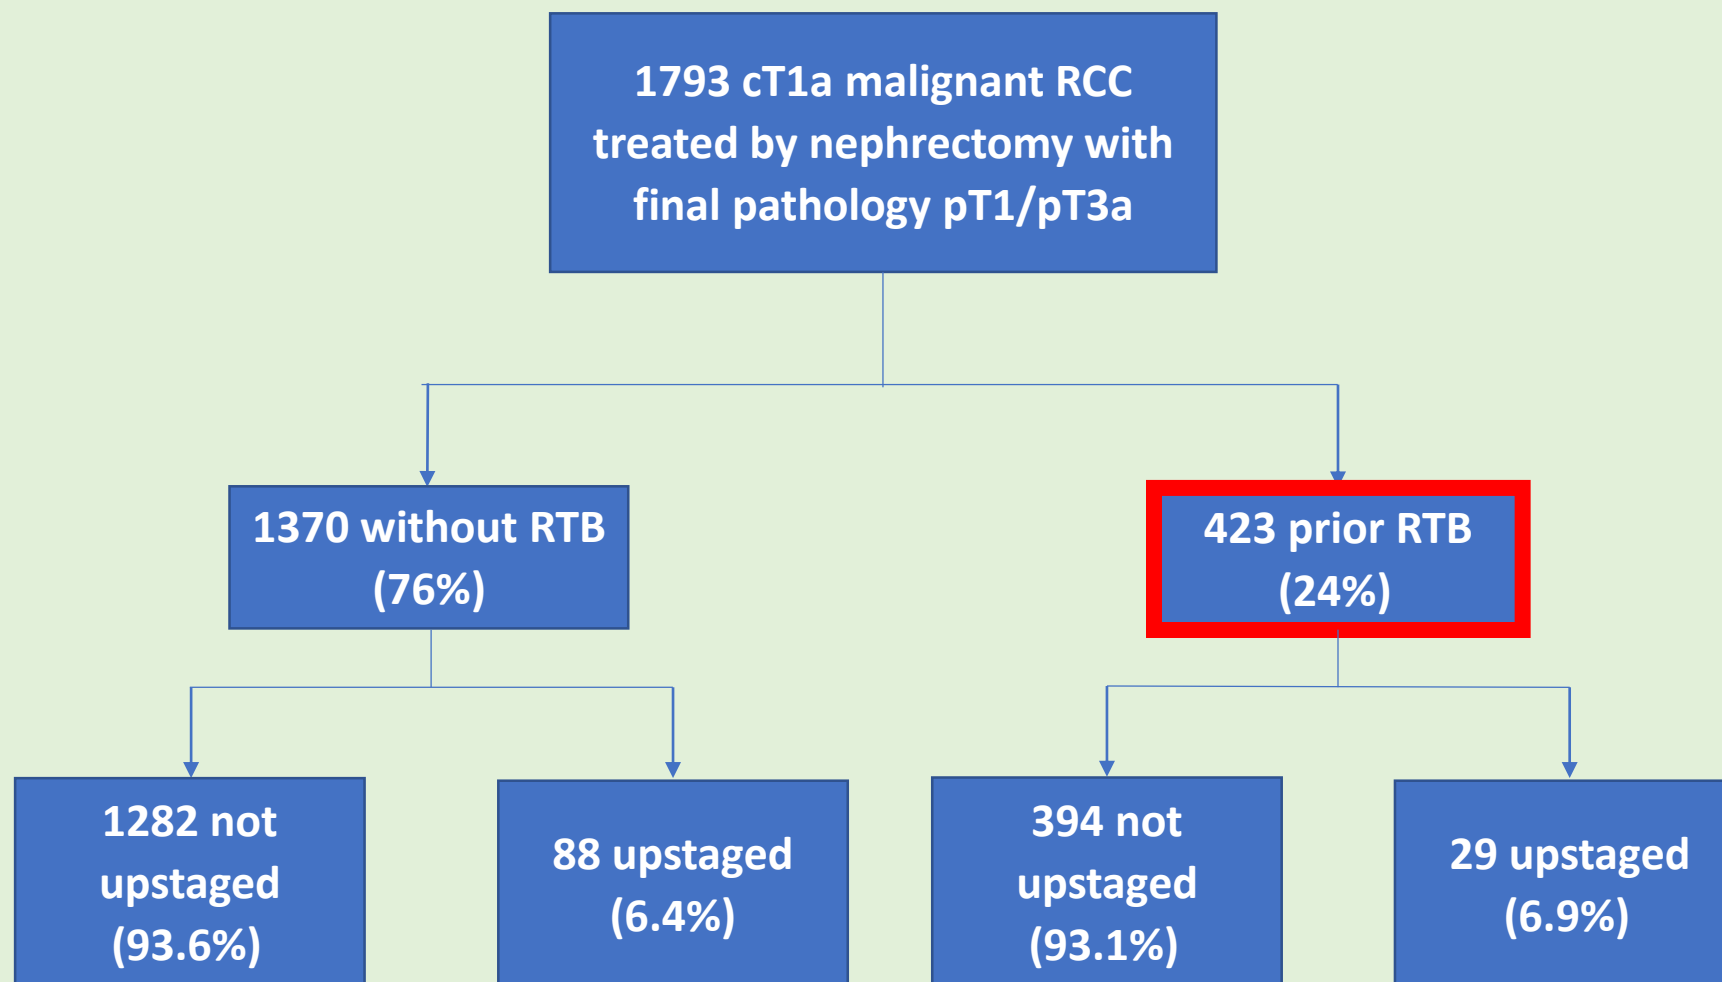 1793 cT1a malignant RCC
treated by nephrectomy with
final pathology pT1/pT3a
1370 without RTB
(76%)
423 prior RTB
(24%)
1282 not
upstaged
(93.6%)
88 upstaged
(6.4%)
394 not
upstaged
(93.1%)
29 upstaged
(6.9%)